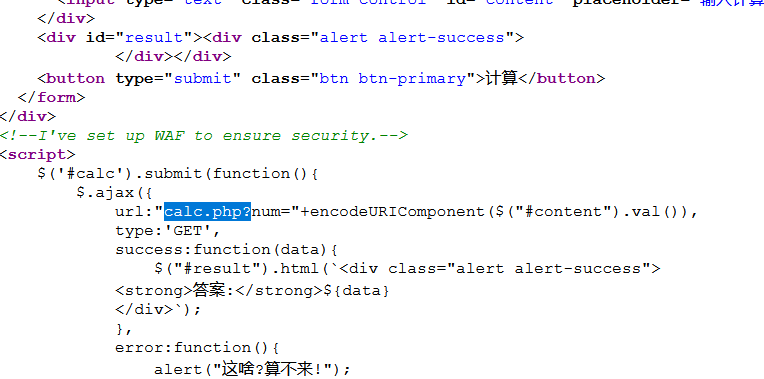 <input type="text" class="form-control" id="content" placeholder="输入计算
</div>
<div id="result"><div class="alert alert-success">
</div></div>
<button type="submit" class="btn btn-primary">计算</button>
</form>
</div>
<!--I've set up WAF to ensure security.-->
<script>
$('#calc').submit(function(){
$.ajax({
url:"calc.php?num="+encodeURIComponent($("#content").val()),
type:'GET',
success:function(data){
$("#result").html(`<div class="alert alert-success">
<strong>答案:</strong>${data}
</div>`);
},
error:function(){
alert("这啥?算不来!");